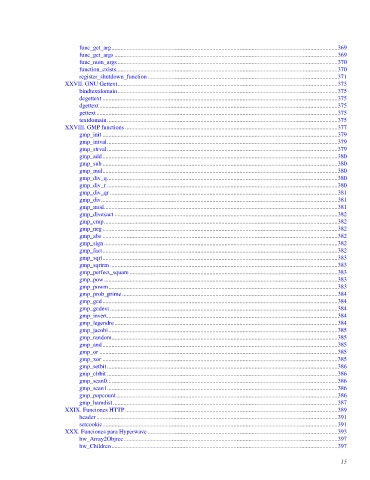 func_get_arg ........ 369
func_get_args ........ 369
func_num_args ........ 370
function_exists ........ 370
register_shutdown_function ........ 371
XXVII. GNU Gettext ........ 373
bindtextdomain ........ 375
dcgettext ........ 375
dgettext ........ 375
gettext ........ 375
textdomain ........ 375
XXVIII. GMP functions ........ 377
gmp_init ........ 379
gmp_intval ........ 379
gmp_strval ........ 379
gmp_add ........ 380
gmp_sub ........ 380
gmp_mul ........ 380
gmp_div_q ........ 380
gmp_div_r ........ 380
gmp_div_qr ........ 381
gmp_div ........ 381
gmp_mod ........ 381
gmp_divexact ........ 382
gmp_cmp ........ 382
gmp_neg ........ 382
gmp_abs ........ 382
gmp_sign ........ 382
gmp_fact ........ 382
gmp_sqrt ........ 383
gmp_sqrtrm ........ 383
gmp_perfect_square ........ 383
gmp_pow ........ 383
gmp_powm ........ 383
gmp_prob_prime ........ 384
gmp_gcd ........ 384
gmp_gcdext ........ 384
gmp_invert ........ 384
gmp_legendre ........ 384
gmp_jacobi ........ 385
gmp_random ........ 385
gmp_and ........ 385
gmp_or ........ 385
gmp_xor ........ 385
gmp_setbit ........ 386
gmp_clrbit ........ 386
gmp_scan0 ........ 386
gmp_scan1 ........ 386
gmp_popcount ........ 386
gmp_hamdist ........ 387
XXIX. Funciones HTTP ........ 389
header ........ 391
setcookie ........ 391
XXX. Funciones para Hyperwave ........ 393
hw_Array2Objrec ........ 397
hw_Children ........ 397
15